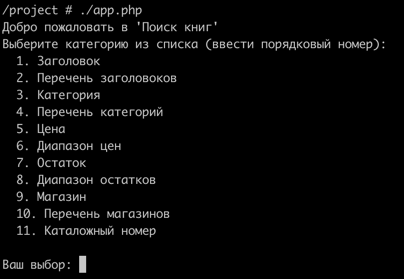 /project # ./app.php
Добро пожаловать в 'Поиск книг'
Выберите категорию из списка (ввести порядковый номер):
1. Заголовок
2. Перечень заголовоков
3. Категория
4. Перечень категорий
5. Цена
6. Диапазон цен
7. Остаток
8. Диапазон остатков
9. Магазин
10. Перечень магазинов
11. Каталожный номер
Ваш выбор: